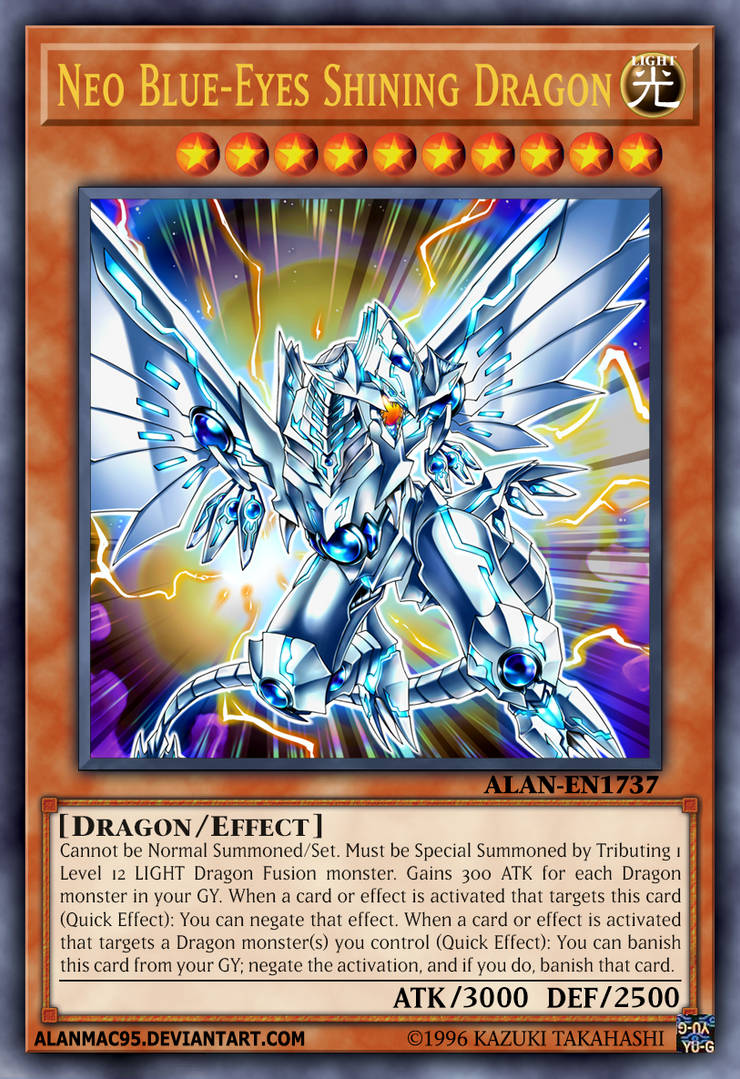 Neo Blue-Eyes Shining Dragon
LIGHT
光
ALAN-EN1737
[Dragon/Effect]
Cannot be Normal Summoned/Set. Must be Special Summoned by Tributing 1
Level 12 LIGHT Dragon Fusion monster. Gains 300 ATK for each Dragon
monster in your GY. When a card or effect is activated that targets this card
(Quick Effect): You can negate that effect. When a card or effect is activated
that targets a Dragon monster(s) you control (Quick Effect): You can banish
this card from your GY; negate the activation, and if you do, banish that card.
ATK/3000 DEF/2500
ALANMAC95.DEVIANTART.COM
©1996 KAZUKI TAKAHASHI
YU-G
YU-G